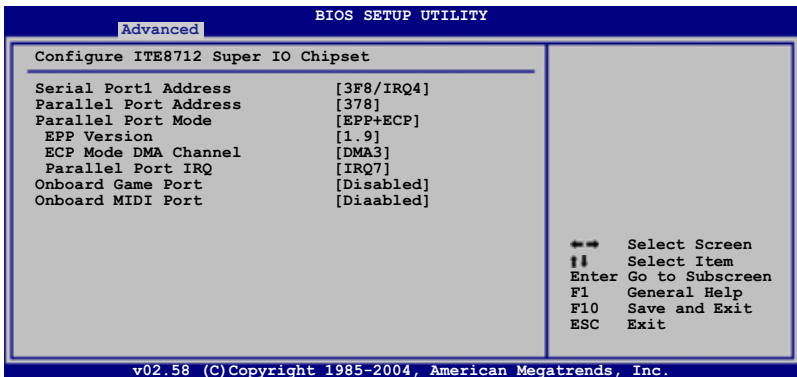 BIOS SETUP UTILITY
Advanced
Configure ITE8712 Super IO Chipset
Serial Port1 Address [3F8/IRQ4]
Parallel Port Address [378]
Parallel Port Mode [EPP+ECP]
EPP Version [1.9]
ECP Mode DMA Channel [DMA3]
Parallel Port IRQ [IRQ7]
Onboard Game Port [Disabled]
Onboard MIDI Port [Diaabled]
←→ Select Screen
↑↓ Select Item
Enter Go to Subscreen
F1 General Help
F10 Save and Exit
ESC Exit
v02.58 (C)Copyright 1985-2004, American Megatrends, Inc.